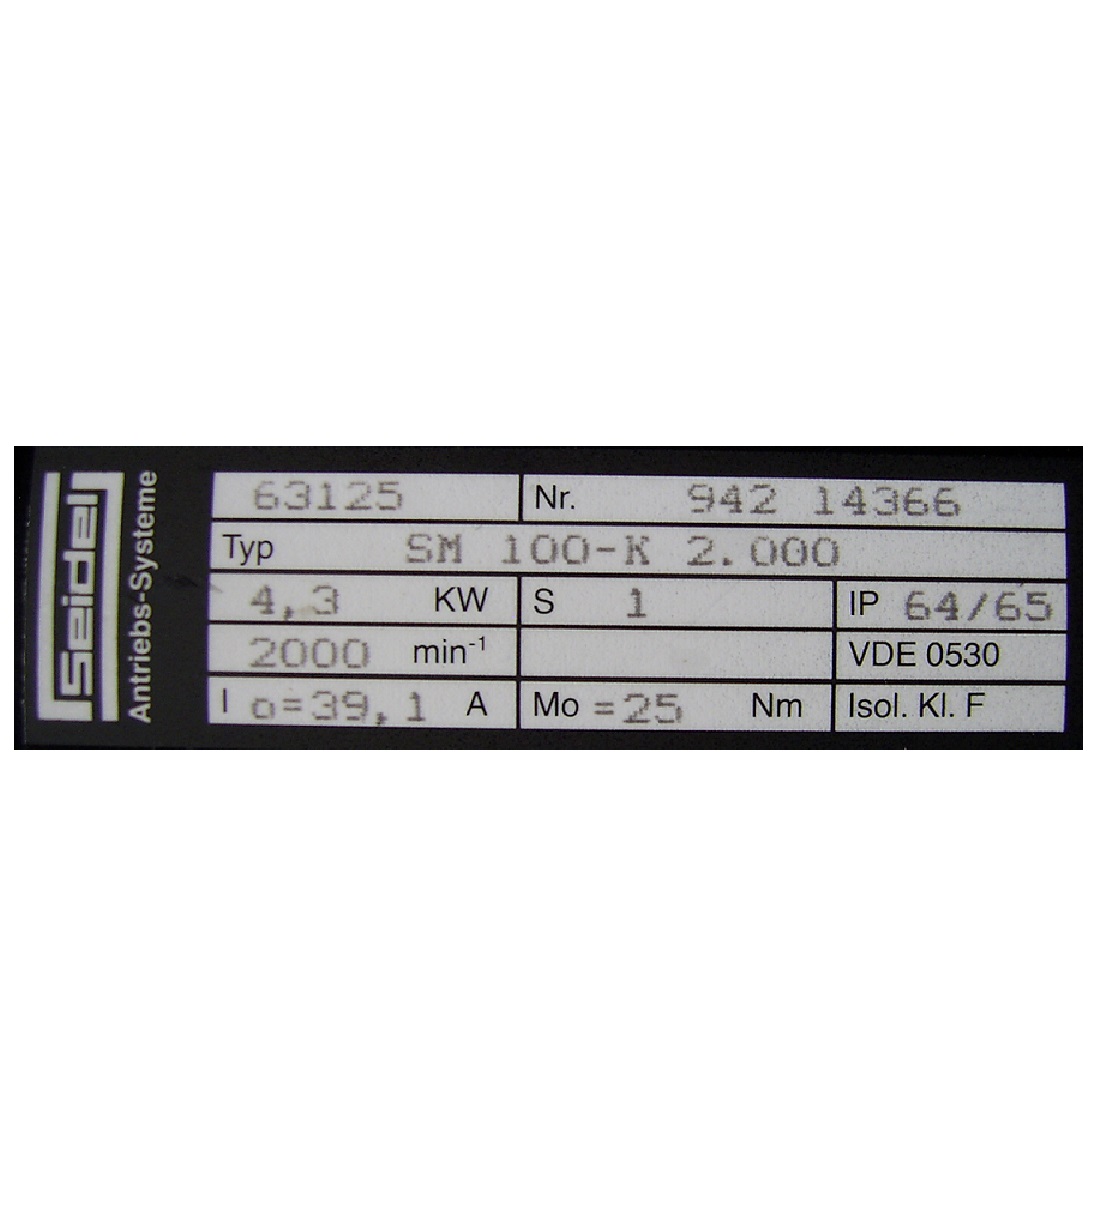 Seidel
Antriebs-Systeme
63125 Nr. 942 14366
Typ SM 100-K 2.000
4,3 KW S 1 IP 64/65
2000 min⁻¹ VDE 0530
I o=39,1 A Mo =25 Nm Isol. Kl. F